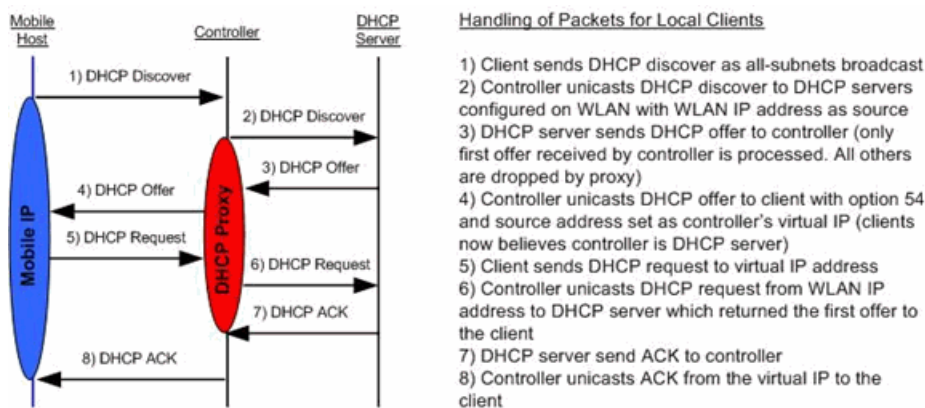 Mobile
Host
Controller
DHCP
Server
1) DHCP Discover
2) DHCP Discover
3) DHCP Offer
4) DHCP Offer
5) DHCP Request
6) DHCP Request
7) DHCP ACK
8) DHCP ACK
Mobile IP
DHCP Proxy
Handling of Packets for Local Clients
1) Client sends DHCP discover as all-subnets broadcast
2) Controller unicasts DHCP discover to DHCP servers
configured on WLAN with WLAN IP address as source
3) DHCP server sends DHCP offer to controller (only
first offer received by controller is processed. All others
are dropped by proxy)
4) Controller unicasts DHCP offer to client with option 54
and source address set as controller's virtual IP (clients
now believes controller is DHCP server)
5) Client sends DHCP request to virtual IP address
6) Controller unicasts DHCP request from WLAN IP
address to DHCP server which returned the first offer to
the client
7) DHCP server send ACK to controller
8) Controller unicasts ACK from the virtual IP to the
client